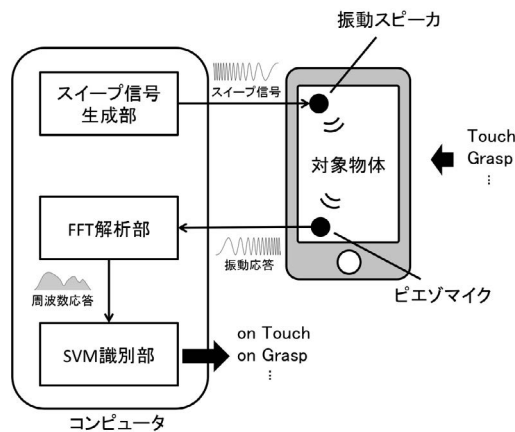 振動スピーカ
スイープ信号
生成部
スイープ信号
対象物体
Touch
Grasp
⋮
FFT解析部
振動応答
ピエゾマイク
周波数応答
SVM識別部
on Touch
on Grasp
⋮
コンピュータ